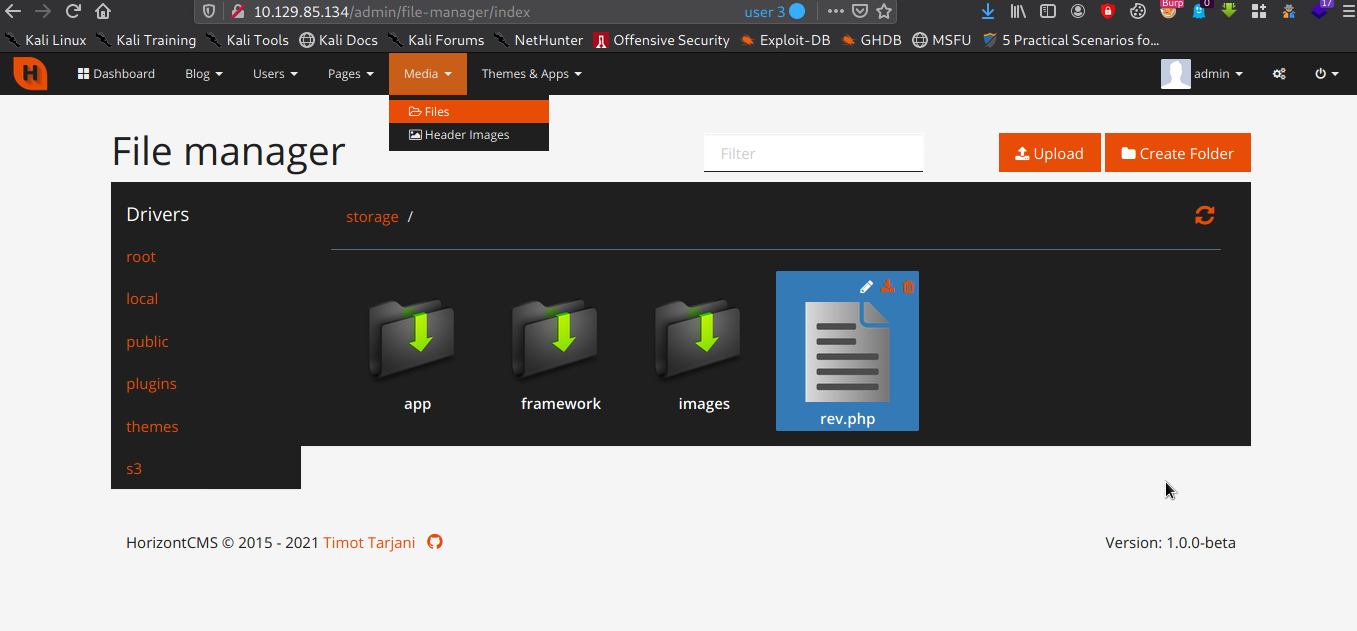 10.129.85.134/admin/file-manager/index user 3 Burp 0 17
Kali Linux Kali Training Kali Tools Kali Docs Kali Forums NetHunter Offensive Security Exploit-DB GHDB MSFU 5 Practical Scenarios fo...
H Dashboard Blog Users Pages Media Themes & Apps admin
Files
Header Images
File manager Filter Upload Create Folder
Drivers
storage /
root
local
public
plugins
themes
s3
app framework images rev.php
HorizontCMS © 2015 - 2021 Timot Tarjani Version: 1.0.0-beta